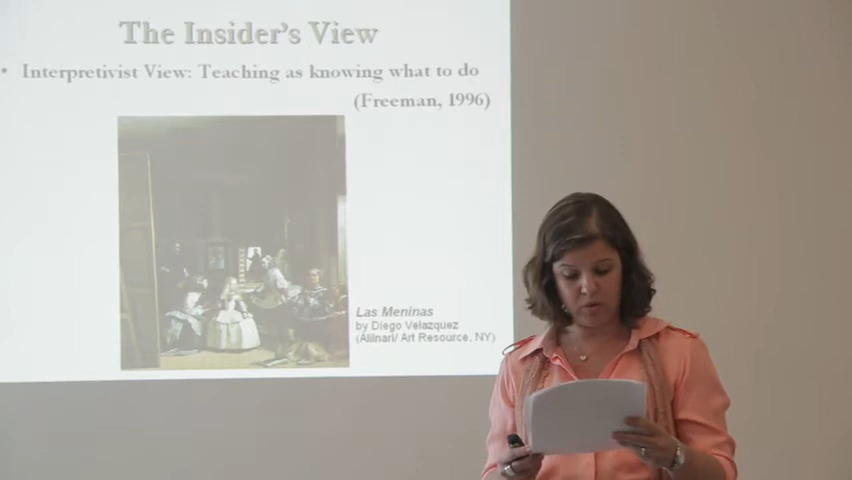 The Insider's View
• Interpretivist View: Teaching as knowing what to do
(Freeman, 1996)
Las Meninas
by Diego Velazquez
(Alilnari/ Art Resource, NY)